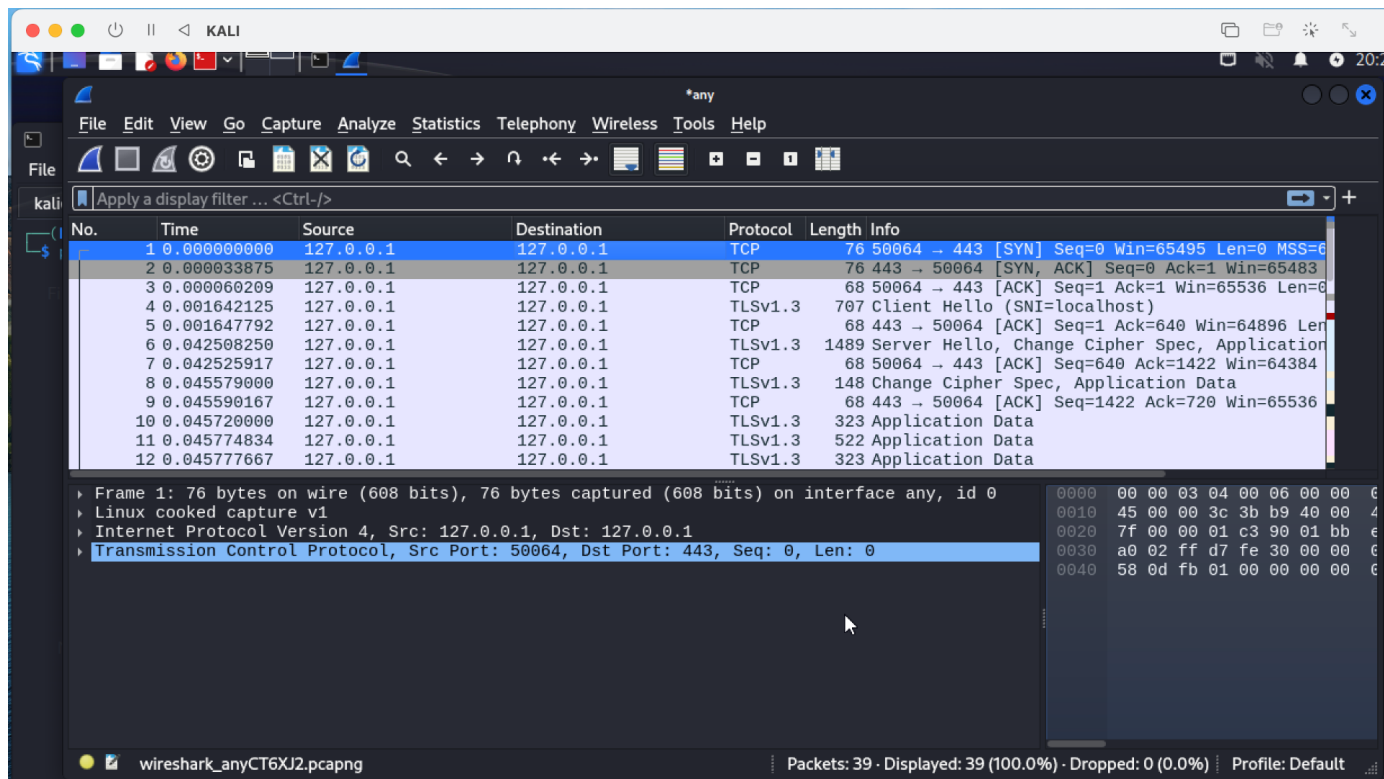 KALI
20:2
*any
File Edit View Go Capture Analyze Statistics Telephony Wireless Tools Help
File
Apply a display filter … <Ctrl-/>
kali
No. Time Source Destination Protocol Length Info
1 0.000000000 127.0.0.1 127.0.0.1 TCP 76 50064 → 443 [SYN] Seq=0 Win=65495 Len=0 MSS=6
2 0.000033875 127.0.0.1 127.0.0.1 TCP 76 443 → 50064 [SYN, ACK] Seq=0 Ack=1 Win=65483
3 0.000060209 127.0.0.1 127.0.0.1 TCP 68 50064 → 443 [ACK] Seq=1 Ack=1 Win=65536 Len=0
4 0.001642125 127.0.0.1 127.0.0.1 TLSv1.3 707 Client Hello (SNI=localhost)
5 0.001647792 127.0.0.1 127.0.0.1 TCP 68 443 → 50064 [ACK] Seq=1 Ack=640 Win=64896 Len
6 0.042508250 127.0.0.1 127.0.0.1 TLSv1.3 1489 Server Hello, Change Cipher Spec, Application
7 0.042525917 127.0.0.1 127.0.0.1 TCP 68 50064 → 443 [ACK] Seq=640 Ack=1422 Win=64384
8 0.045579000 127.0.0.1 127.0.0.1 TLSv1.3 148 Change Cipher Spec, Application Data
9 0.045590167 127.0.0.1 127.0.0.1 TCP 68 443 → 50064 [ACK] Seq=1422 Ack=720 Win=65536
10 0.045720000 127.0.0.1 127.0.0.1 TLSv1.3 323 Application Data
11 0.045774834 127.0.0.1 127.0.0.1 TLSv1.3 522 Application Data
12 0.045777667 127.0.0.1 127.0.0.1 TLSv1.3 323 Application Data
Frame 1: 76 bytes on wire (608 bits), 76 bytes captured (608 bits) on interface any, id 0
Linux cooked capture v1
Internet Protocol Version 4, Src: 127.0.0.1, Dst: 127.0.0.1
Transmission Control Protocol, Src Port: 50064, Dst Port: 443, Seq: 0, Len: 0
0000 00 00 03 04 00 06 00 00
0010 45 00 00 3c 3b b9 40 00
0020 7f 00 00 01 c3 90 01 bb
0030 a0 02 ff d7 fe 30 00 00
0040 58 0d fb 01 00 00 00 00
wireshark_anyCT6XJ2.pcapng
Packets: 39 · Displayed: 39 (100.0%) · Dropped: 0 (0.0%)
Profile: Default